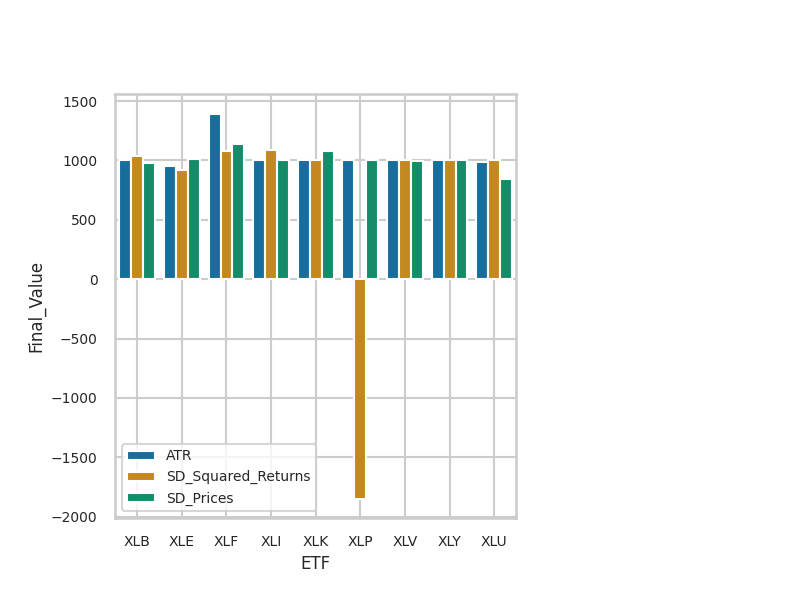 1500
1000
500
0
−500
−1000
−1500
−2000
Final_Value
ATR
SD_Squared_Returns
SD_Prices
XLB XLE XLF XLI XLK XLP XLV XLY XLU
ETF